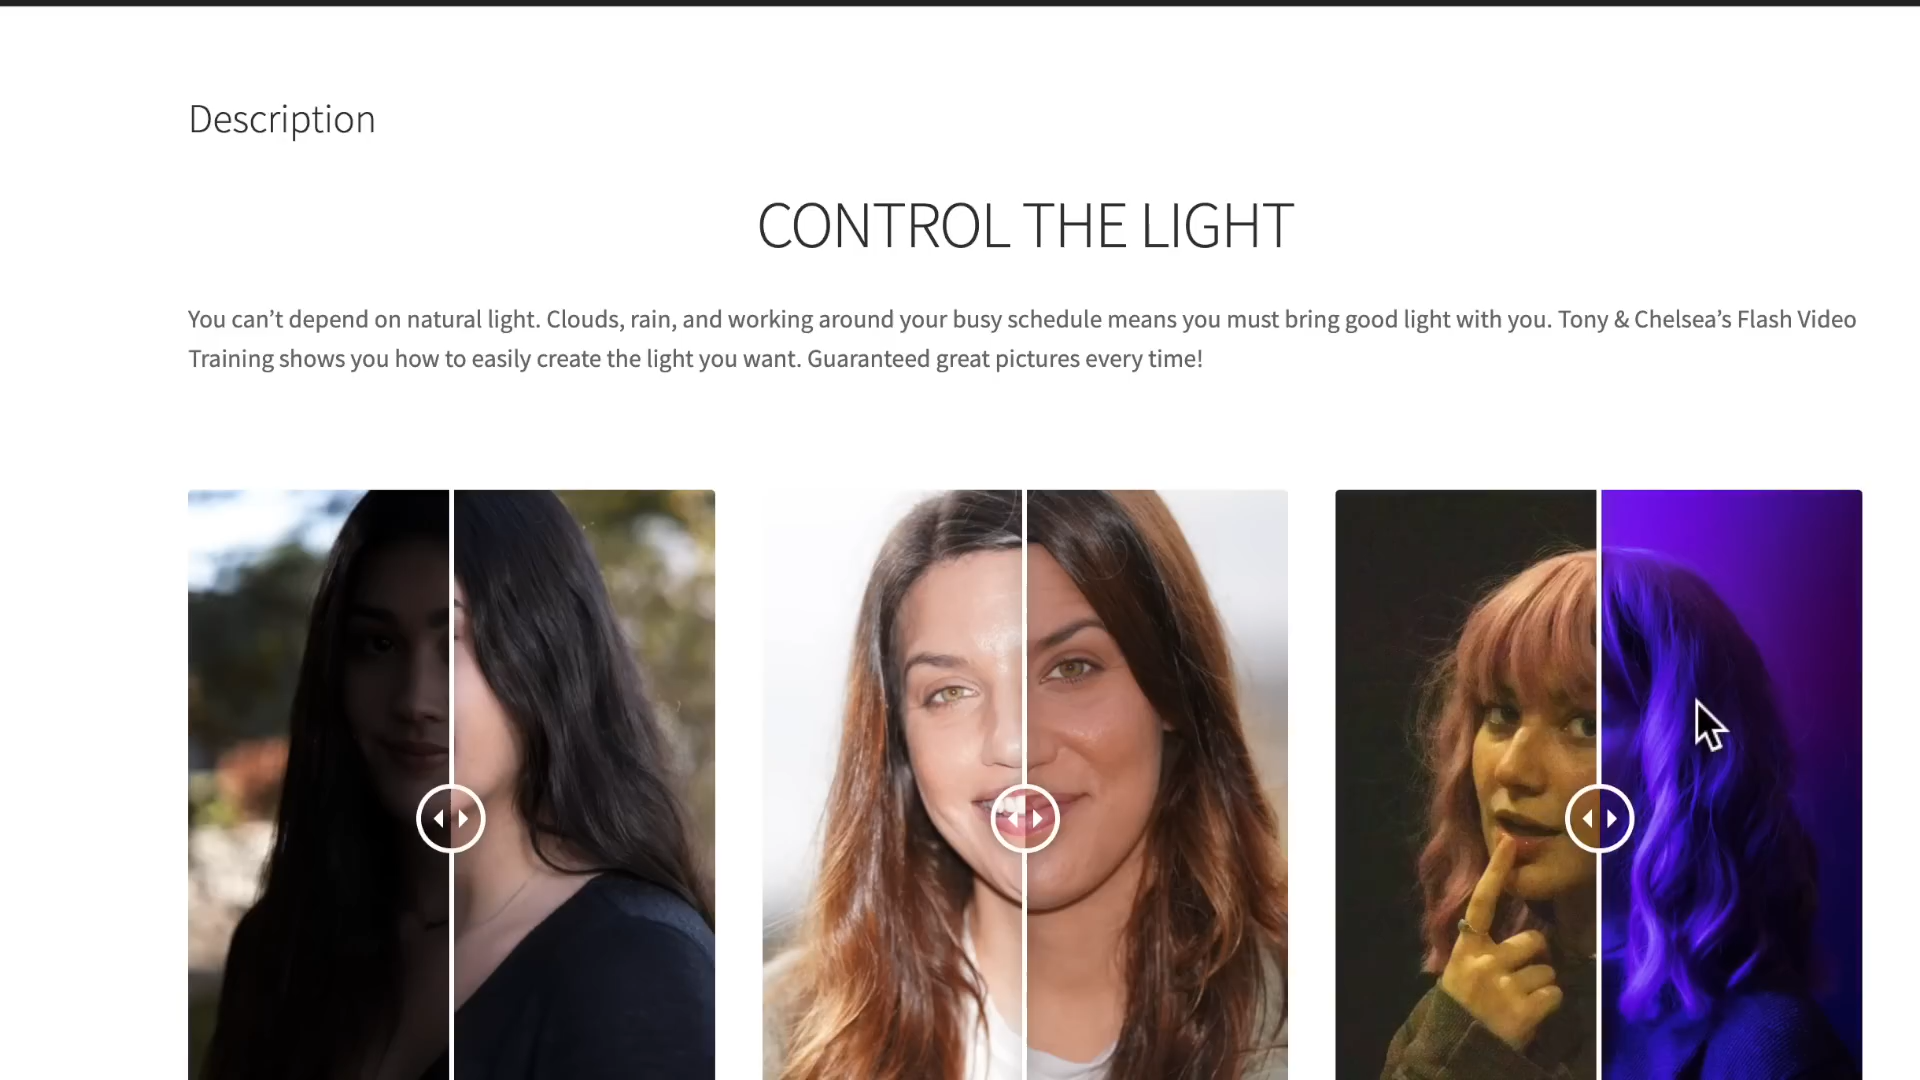 Description
CONTROL THE LIGHT
You can’t depend on natural light. Clouds, rain, and working around your busy schedule means you must bring good light with you. Tony & Chelsea’s Flash Video
Training shows you how to easily create the light you want. Guaranteed great pictures every time!